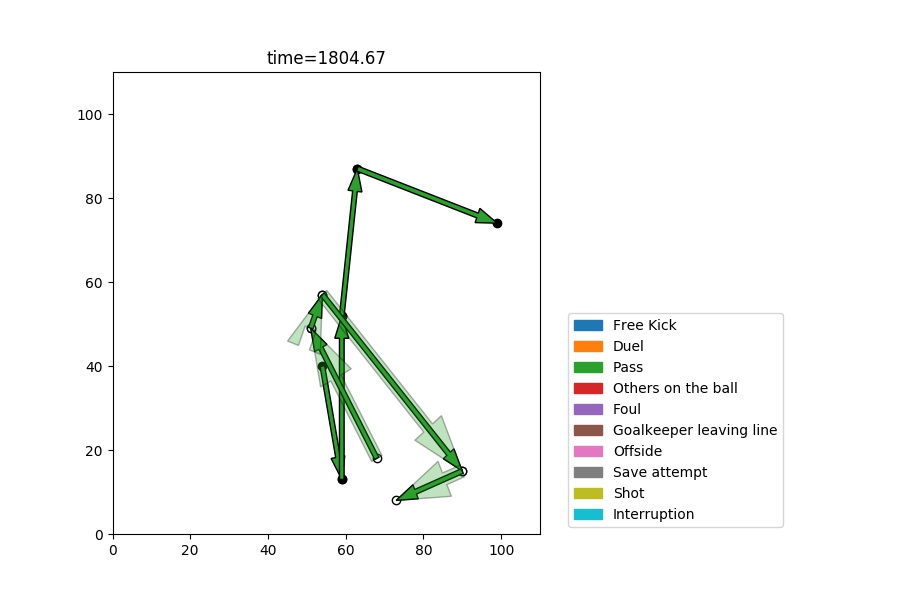 time=1804.67
100
80
60
40
20
0
0 20 40 60 80 100
Free Kick
Duel
Pass
Others on the ball
Foul
Goalkeeper leaving line
Offside
Save attempt
Shot
Interruption